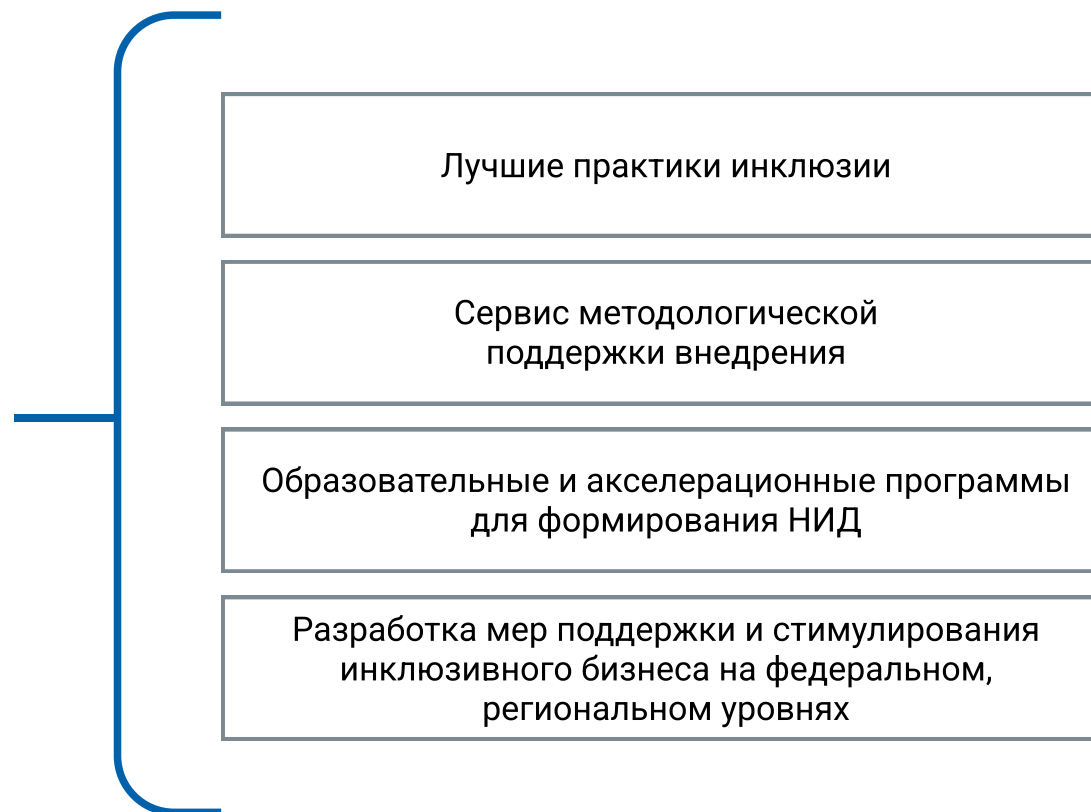 Лучшие практики инклюзии
Сервис методологической
поддержки внедрения
Образовательные и акселерационные программы
для формирования НИД
Разработка мер поддержки и стимулирования
инклюзивного бизнеса на федеральном,
региональном уровнях